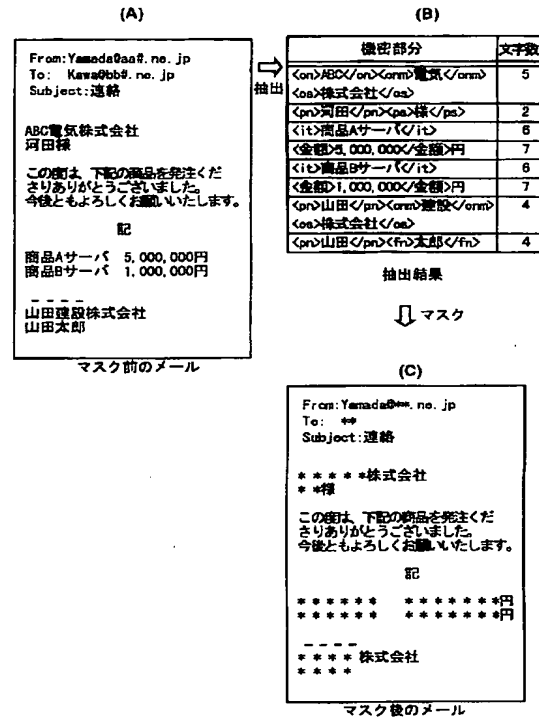 (A)
From:Yamada@aa#.ne.jp
To: Kawa@bb#.ne.jp
Subject:連絡
ABC電気株式会社
河田様
この度は、下記の商品を発注くだ
さりありがとうございました。
今後ともよろしくお願いいたします。
記
商品Aサーバ 5,000,000円
商品Bサーバ 1,000,000円
----
山田建設株式会社
山田太郎
マスク前のメール
抽出
(B)
機密部分 文字数
<on>ABC</on><onm>電気</onm> 5
<os>株式会社</os>
<pn>河田</pn><ps>様</ps> 2
<it>商品Aサーバ</it> 6
<金額>5,000,000</金額>円 7
<it>商品Bサーバ</it> 6
<金額>1,000,000</金額>円 7
<pn>山田</pn><onm>建設</onm> 4
<os>株式会社</os>
<pn>山田</pn><fn>太郎</fn> 4
抽出結果
マスク
(C)
From:Yamada@**.ne.jp
To: **
Subject:連絡
*****株式会社
**様
この度は、下記の商品を発注くだ
さりありがとうございました。
今後ともよろしくお願いいたします。
記
****** *******円
****** *******円
----
****株式会社
****
マスク後のメール